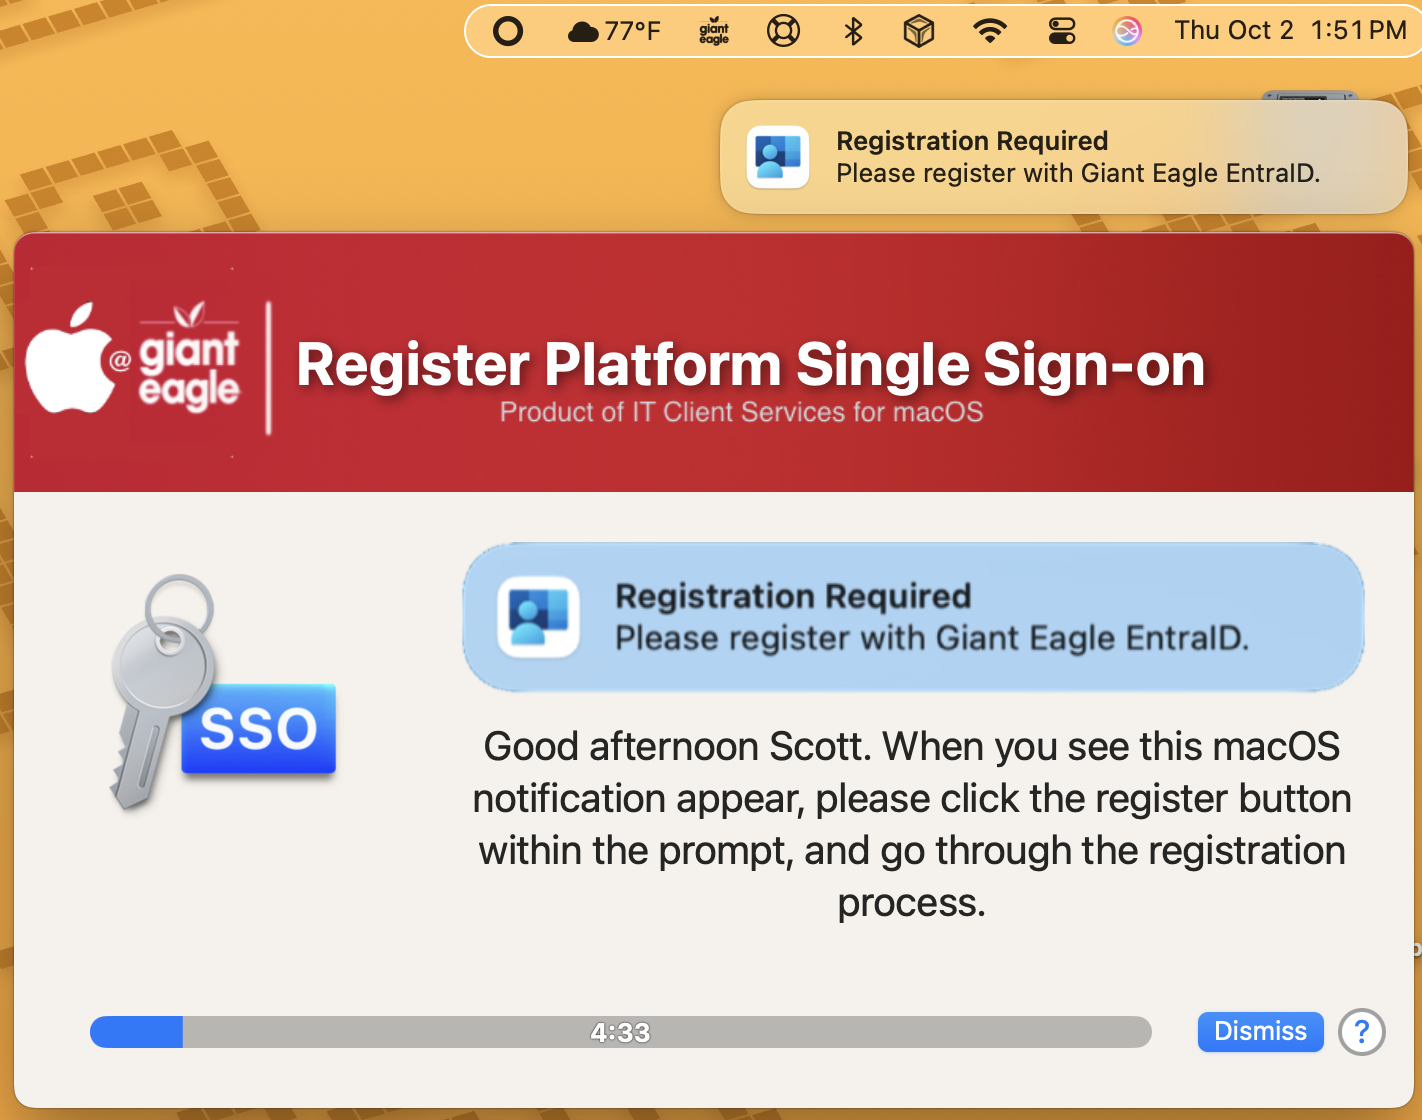 77°F
giant
eagle
Thu Oct 2 1:51 PM
Registration Required
Please register with Giant Eagle EntraID.
@
giant
eagle
Register Platform Single Sign-on
Product of IT Client Services for macOS
Registration Required
Please register with Giant Eagle EntraID.
SSO
Good afternoon Scott. When you see this macOS
notification appear, please click the register button
within the prompt, and go through the registration
process.
4:33
Dismiss
?